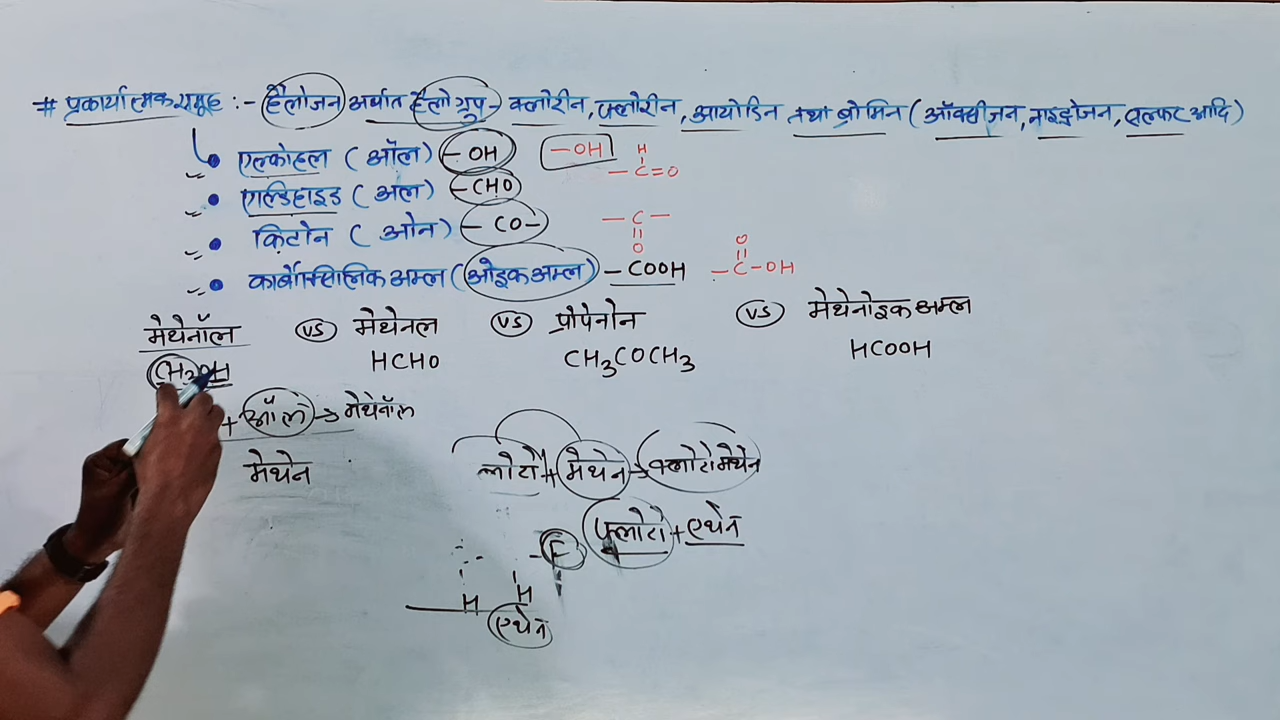 # प्रकार्यात्मक समूह :- हैलोजन अर्थात हैलो ग्रुप - क्लोरीन, फ्लोरीन, आयोडिन तथा ब्रोमिन ( ऑक्सीजन, नाइट्रोजन, सल्फर आदि )
• एल्कोहल ( ऑल ) - OH -OH
H
-C=O
• एल्डिहाइड ( अल ) -CHO
• किटोन ( ओन ) - CO-
-C-
॥
O
• कार्बोक्सिलिक अम्ल ( ओइक अम्ल ) - COOH
O
॥
-C-OH
मेथेनॉल VS मेथेनल VS प्रोपेनोन VS मेथेनोइक अम्ल
CH3OH HCHO CH3COCH3 HCOOH
+ ऑल → मेथेनॉल
मेथेन
लोरो + मेथेन → क्लोरोमेथेन
फ्लोरो + एथेन
- F
H H
एथेन